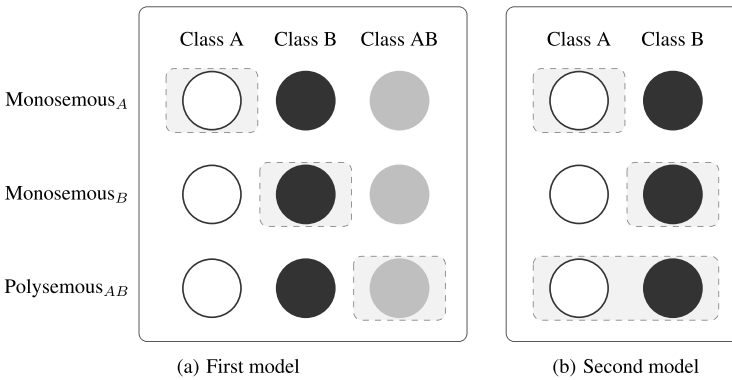 Class A Class B Class AB Class A Class B
Monosemous_A
Monosemous_B
Polysemous_AB
(a) First model (b) Second model